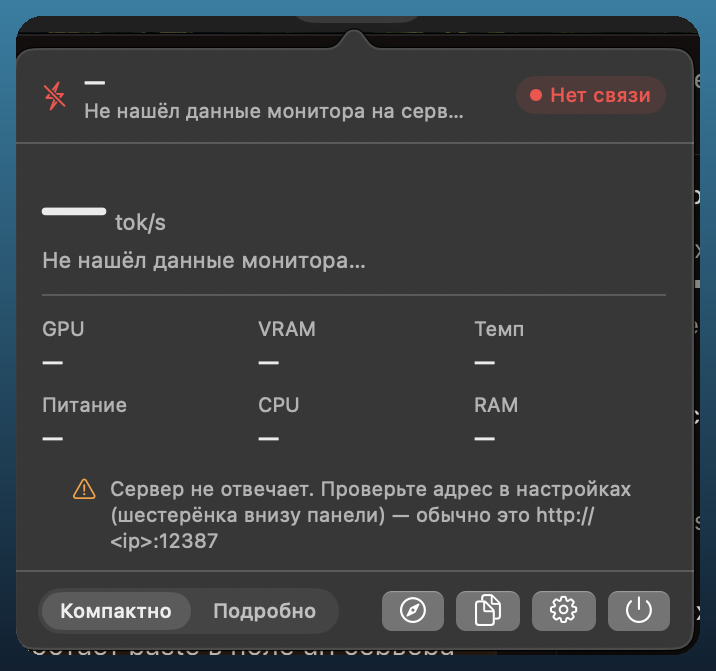 —
Не нашёл данные монитора на серв...
Нет связи
— tok/s
Не нашёл данные монитора...
GPU VRAM Темп
— — —
Питание CPU RAM
— — —
Сервер не отвечает. Проверьте адрес в настройках
(шестерёнка внизу панели) — обычно это http://
<ip>:12387
Компактно Подробно